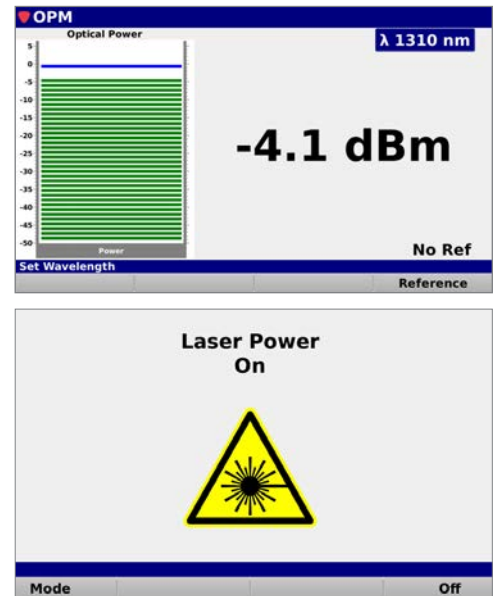 OPM
Optical Power
λ 1310 nm
5
0
-5
-10
-15
-20
-25
-30
-35
-40
-45
-50
-4.1 dBm
Power
No Ref
Set Wavelength
Reference
Laser Power
On
Mode
Off